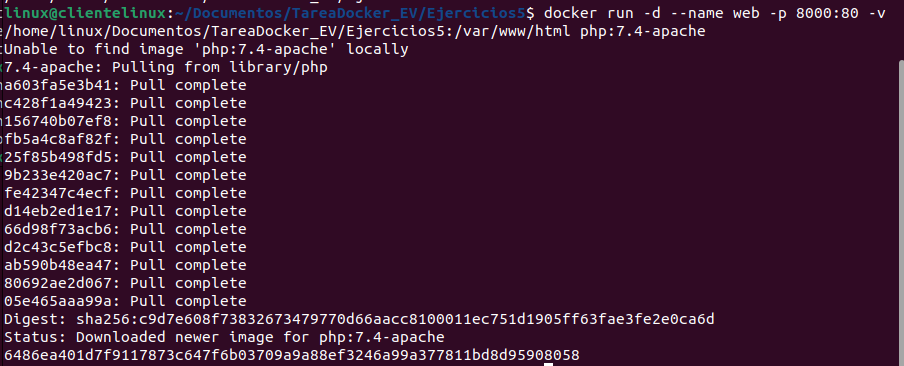 linux@clientelinux:~/Documentos/TareaDocker_EV/Ejercicios5$ docker run -d --name web -p 8000:80 -v
/home/linux/Documentos/TareaDocker_EV/Ejercicios5:/var/www/html php:7.4-apache
Unable to find image 'php:7.4-apache' locally
7.4-apache: Pulling from library/php
a603fa5e3b41: Pull complete
c428f1a49423: Pull complete
156740b07ef8: Pull complete
fb5a4c8af82f: Pull complete
25f85b498fd5: Pull complete
9b233e420ac7: Pull complete
fe42347c4ecf: Pull complete
d14eb2ed1e17: Pull complete
66d98f73acb6: Pull complete
d2c43c5efbc8: Pull complete
ab590b48ea47: Pull complete
80692ae2d067: Pull complete
05e465aaa99a: Pull complete
Digest: sha256:c9d7e608f73832673479770d66aacc8100011ec751d1905ff63fae3fe2e0ca6d
Status: Downloaded newer image for php:7.4-apache
6486ea401d7f9117873c647f6b03709a9a88ef3246a99a377811bd8d95908058